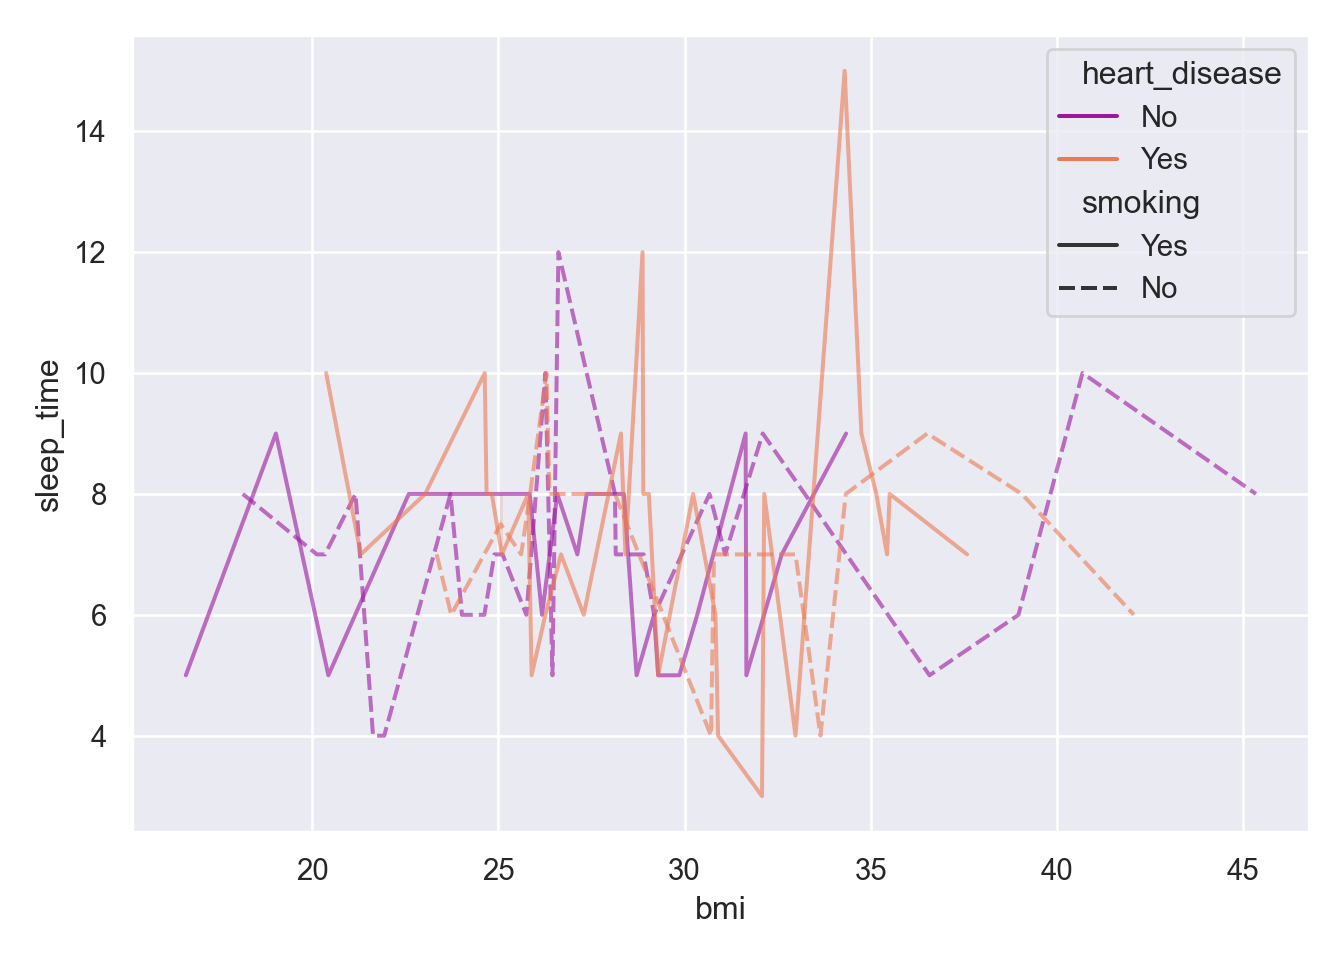 heart_disease
No
Yes
smoking
Yes
No
14
12
10
8
6
4
sleep_time
20 25 30 35 40 45
bmi